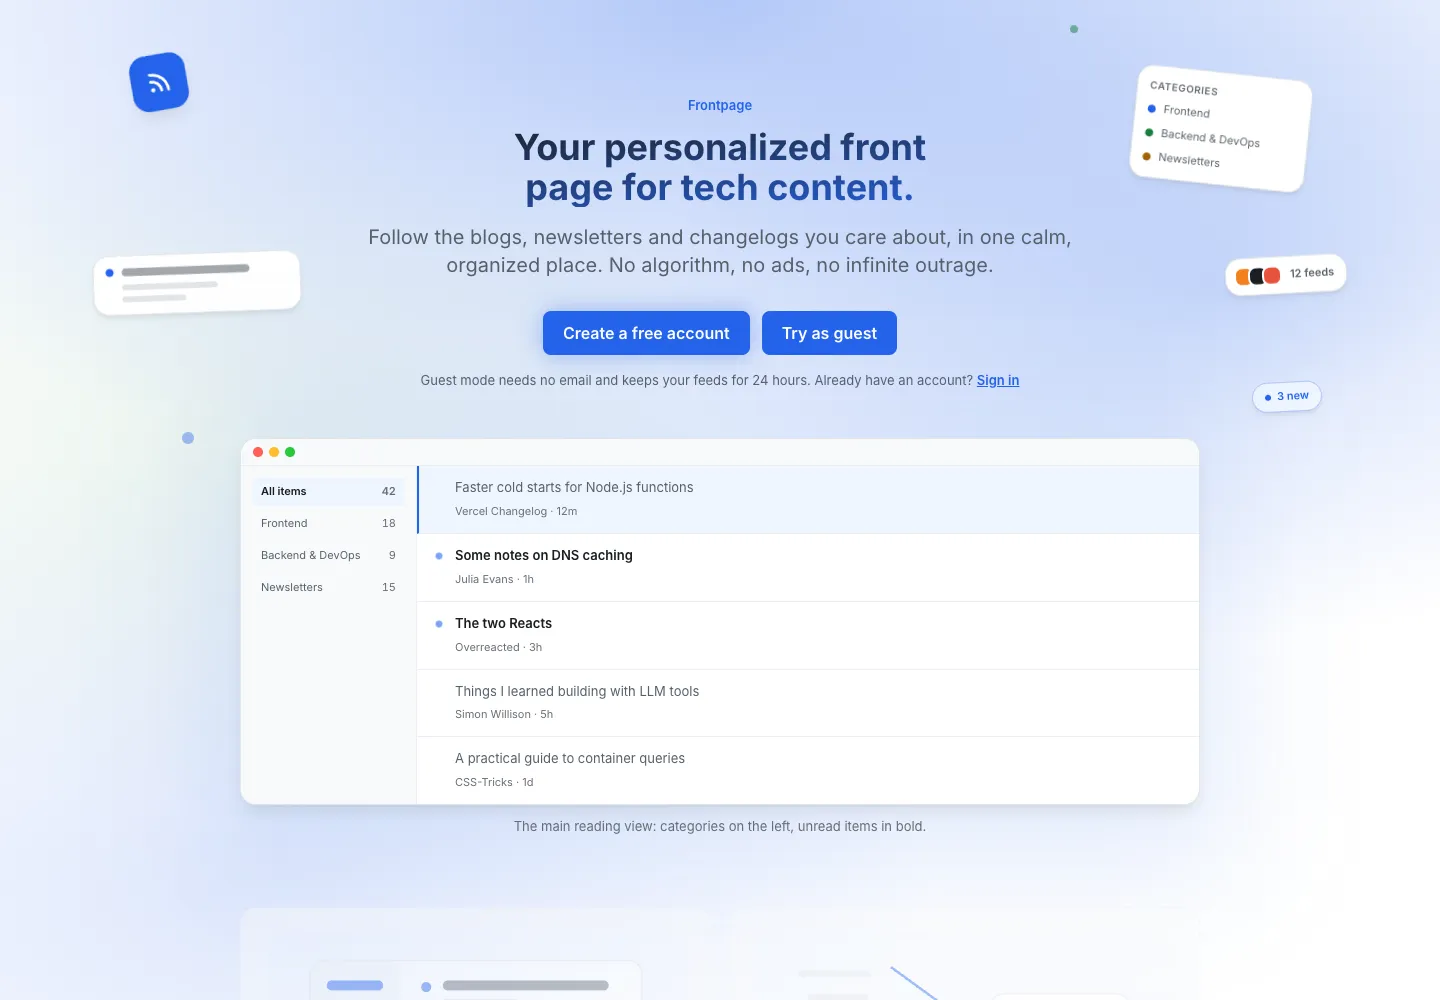 Frontpage
Your personalized front
page for tech content.
Follow the blogs, newsletters and changelogs you care about, in one calm,
organized place. No algorithm, no ads, no infinite outrage.
Create a free account
Try as guest
Guest mode needs no email and keeps your feeds for 24 hours. Already have an account? Sign in
CATEGORIES
Frontend
Backend & DevOps
Newsletters
12 feeds
3 new
All items 42
Frontend 18
Backend & DevOps 9
Newsletters 15
Faster cold starts for Node.js functions
Vercel Changelog · 12m
Some notes on DNS caching
Julia Evans · 1h
The two Reacts
Overreacted · 3h
Things I learned building with LLM tools
Simon Willison · 5h
A practical guide to container queries
CSS-Tricks · 1d
The main reading view: categories on the left, unread items in bold.